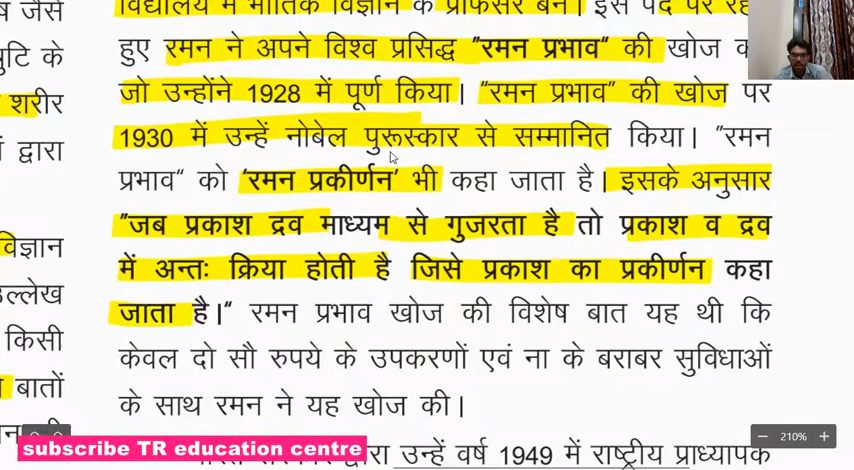 ष जैसे
विद्यालय में भौतिक विज्ञान के प्रोफेसर बने। इस पद पर रह
त्रुटि के
हुए रमन ने अपने विश्व प्रसिद्ध "रमन प्रभाव" की खोज क
शरीर
जो उन्होंने 1928 में पूर्ण किया। "रमन प्रभाव" की खोज पर
द्वारा
1930 में उन्हें नोबेल पुरूस्कार से सम्मानित किया। "रमन
प्रभाव" को 'रमन प्रकीर्णन' भी कहा जाता है। इसके अनुसार
"जब प्रकाश द्रव माध्यम से गुजरता है तो प्रकाश व द्रव
विज्ञान
में अन्तः क्रिया होती है जिसे प्रकाश का प्रकीर्णन कहा
उल्लेख
जाता है।" रमन प्रभाव खोज की विशेष बात यह थी कि
किसी
केवल दो सौ रुपये के उपकरणों एवं ना के बराबर सुविधाओं
बातों
के साथ रमन ने यह खोज की।
210%
subscribe TR education centre
द्वारा उन्हें वर्ष 1949 में राष्ट्रीय प्राध्यापक